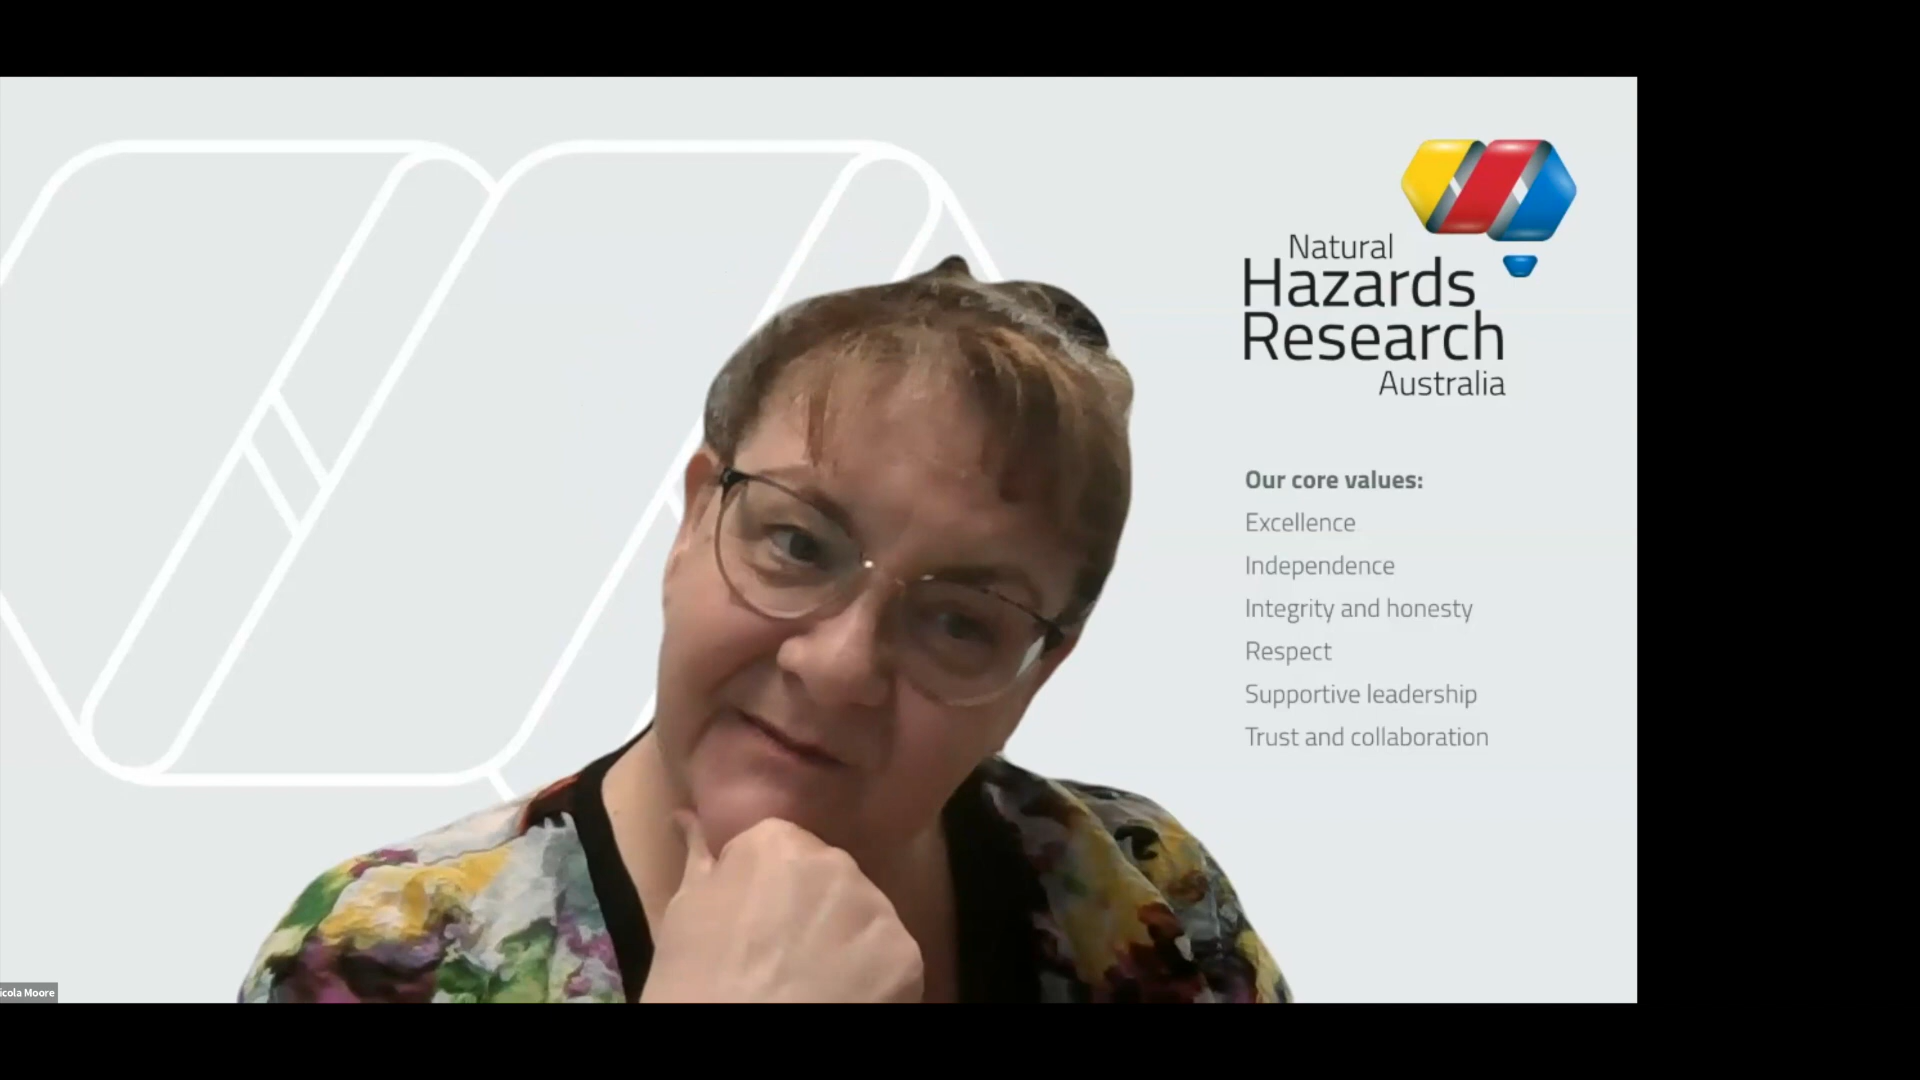 Natural
Hazards
Research
Australia
Our core values:
Excellence
Independence
Integrity and honesty
Respect
Supportive leadership
Trust and collaboration
icola Moore